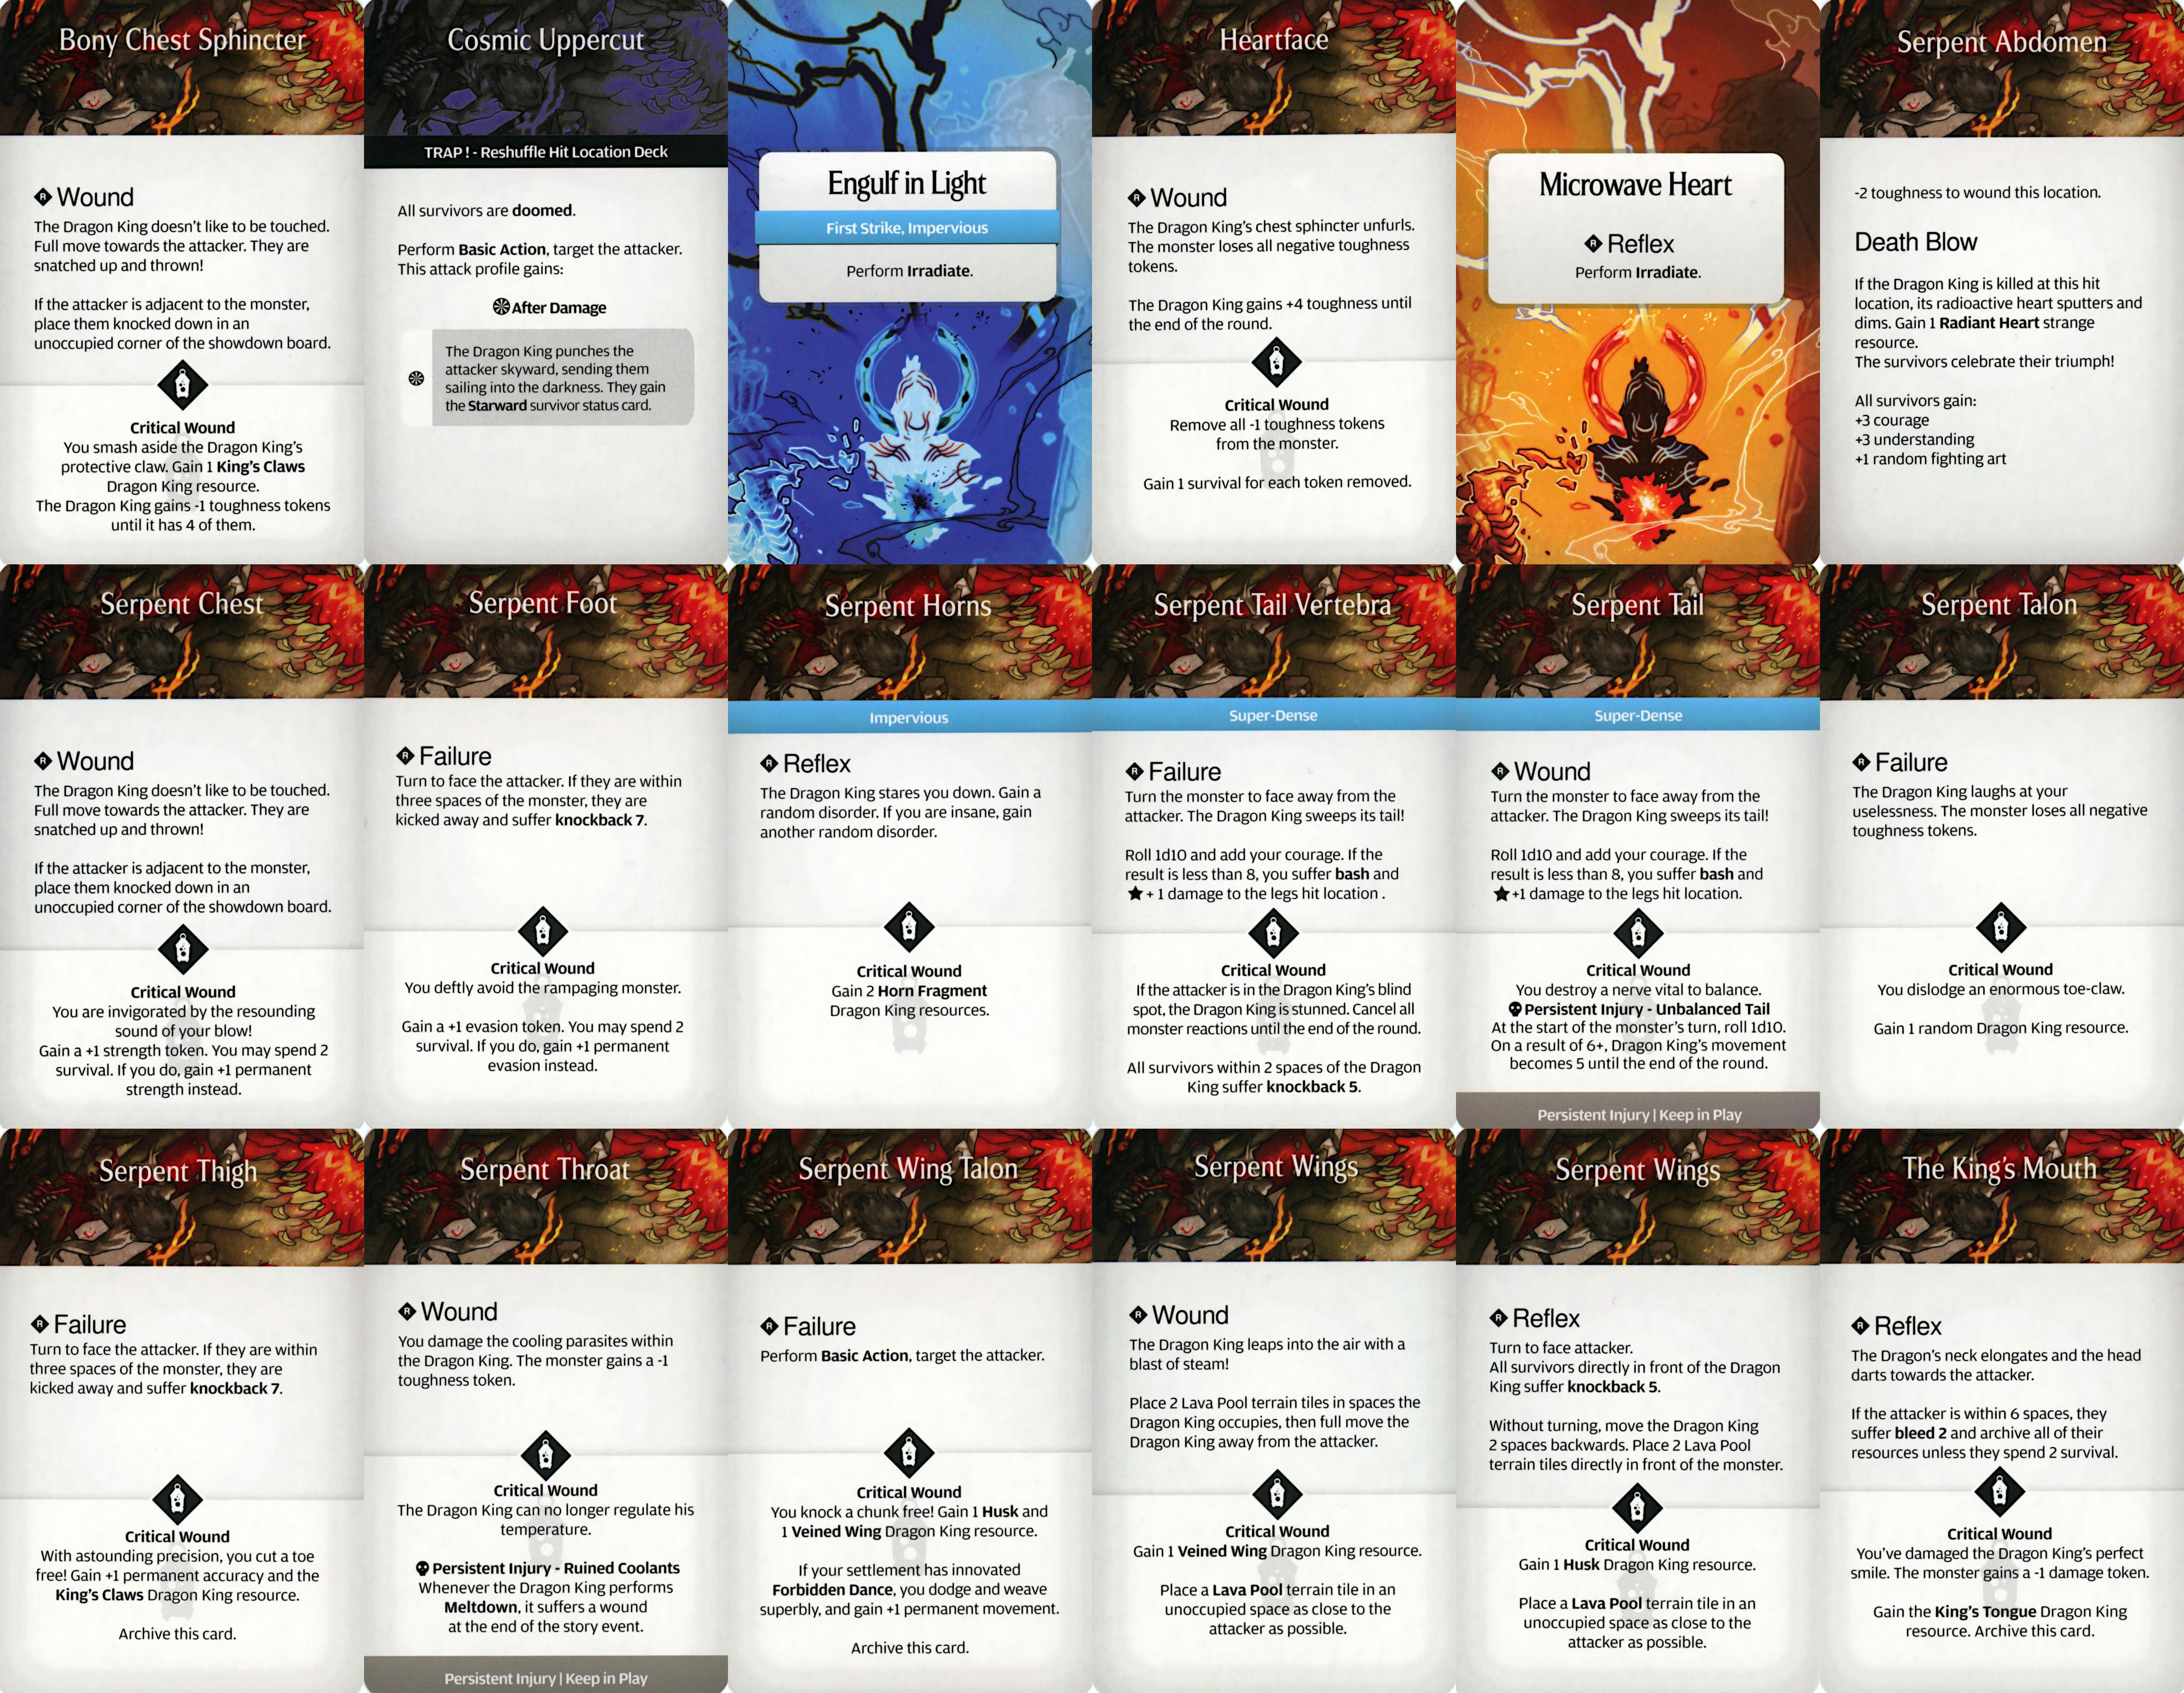 Bony Chest Sphincter
Wound
The Dragon King doesn't like to be touched.
Full move towards the attacker. They are
snatched up and thrown!
If the attacker is adjacent to the monster,
place them knocked down in an
unoccupied corner of the showdown board.
Critical Wound
You smash aside the Dragon King's
protective claw. Gain 1 King's Claws
Dragon King resource.
The Dragon King gains -1 toughness tokens
until it has 4 of them.
Cosmic Uppercut
TRAP! - Reshuffle Hit Location Deck
All survivors are doomed.
Perform Basic Action, target the attacker.
This attack profile gains:
After Damage
The Dragon King punches the
attacker skyward, sending them
sailing into the darkness. They gain
the Starward survivor status card.
Engulf in Light
First Strike, Impervious
Perform Irradiate.
Heartface
Wound
The Dragon King's chest sphincter unfurls.
The monster loses all negative toughness
tokens.
The Dragon King gains +4 toughness until
the end of the round.
Critical Wound
Remove all -1 toughness tokens
from the monster.
Gain 1 survival for each token removed.
Microwave Heart
Reflex
Perform Irradiate.
Serpent Abdomen
-2 toughness to wound this location.
Death Blow
If the Dragon King is killed at this hit
location, its radioactive heart sputters and
dims. Gain 1 Radiant Heart strange
resource.
The survivors celebrate their triumph!
All survivors gain:
+3 courage
+3 understanding
+1 random fighting art
Serpent Chest
Wound
The Dragon King doesn't like to be touched.
Full move towards the attacker. They are
snatched up and thrown!
If the attacker is adjacent to the monster,
place them knocked down in an
unoccupied corner of the showdown board.
Critical Wound
You are invigorated by the resounding
sound of your blow!
Gain a +1 strength token. You may spend 2
survival. If you do, gain +1 permanent
strength instead.
Serpent Foot
Failure
Turn to face the attacker. If they are within
three spaces of the monster, they are
kicked away and suffer knockback 7.
Critical Wound
You deftly avoid the rampaging monster.
Gain a +1 evasion token. You may spend 2
survival. If you do, gain +1 permanent
evasion instead.
Serpent Horns
Impervious
Reflex
The Dragon King stares you down. Gain a
random disorder. If you are insane, gain
another random disorder.
Critical Wound
Gain 2 Horn Fragment
Dragon King resources.
Serpent Tail Vertebra
Super-Dense
Failure
Turn the monster to face away from the
attacker. The Dragon King sweeps its tail!
Roll 1d10 and add your courage. If the
result is less than 8, you suffer bash and
★ + 1 damage to the legs hit location .
Critical Wound
If the attacker is in the Dragon King's blind
spot, the Dragon King is stunned. Cancel all
monster reactions until the end of the round.
All survivors within 2 spaces of the Dragon
King suffer knockback 5.
Serpent Tail
Super-Dense
Wound
Turn the monster to face away from the
attacker. The Dragon King sweeps its tail!
Roll 1d10 and add your courage. If the
result is less than 8, you suffer bash and
★ +1 damage to the legs hit location.
Critical Wound
You destroy a nerve vital to balance.
Persistent Injury - Unbalanced Tail
At the start of the monster's turn, roll 1d10.
On a result of 6+, Dragon King's movement
becomes 5 until the end of the round.
Persistent Injury | Keep in Play
Serpent Talon
Failure
The Dragon King laughs at your
uselessness. The monster loses all negative
toughness tokens.
Critical Wound
You dislodge an enormous toe-claw.
Gain 1 random Dragon King resource.
Serpent Thigh
Failure
Turn to face the attacker. If they are within
three spaces of the monster, they are
kicked away and suffer knockback 7.
Critical Wound
With astounding precision, you cut a toe
free! Gain +1 permanent accuracy and the
King's Claws Dragon King resource.
Archive this card.
Serpent Throat
Wound
You damage the cooling parasites within
the Dragon King. The monster gains a -1
toughness token.
Critical Wound
The Dragon King can no longer regulate his
temperature.
Persistent Injury - Ruined Coolants
Whenever the Dragon King performs
Meltdown, it suffers a wound
at the end of the story event.
Persistent Injury | Keep in Play
Serpent Wing Talon
Failure
Perform Basic Action, target the attacker.
Critical Wound
You knock a chunk free! Gain 1 Husk and
1 Veined Wing Dragon King resource.
If your settlement has innovated
Forbidden Dance, you dodge and weave
superbly, and gain +1 permanent movement.
Archive this card.
Serpent Wings
Wound
The Dragon King leaps into the air with a
blast of steam!
Place 2 Lava Pool terrain tiles in spaces the
Dragon King occupies, then full move the
Dragon King away from the attacker.
Critical Wound
Gain 1 Veined Wing Dragon King resource.
Place a Lava Pool terrain tile in an
unoccupied space as close to the
attacker as possible.
Serpent Wings
Reflex
Turn to face attacker.
All survivors directly in front of the Dragon
King suffer knockback 5.
Without turning, move the Dragon King
2 spaces backwards. Place 2 Lava Pool
terrain tiles directly in front of the monster.
Critical Wound
Gain 1 Husk Dragon King resource.
Place a Lava Pool terrain tile in an
unoccupied space as close to the
attacker as possible.
The King's Mouth
Reflex
The Dragon's neck elongates and the head
darts towards the attacker.
If the attacker is within 6 spaces, they
suffer bleed 2 and archive all of their
resources unless they spend 2 survival.
Critical Wound
You've damaged the Dragon King's perfect
smile. The monster gains a -1 damage token.
Gain the King's Tongue Dragon King
resource. Archive this card.